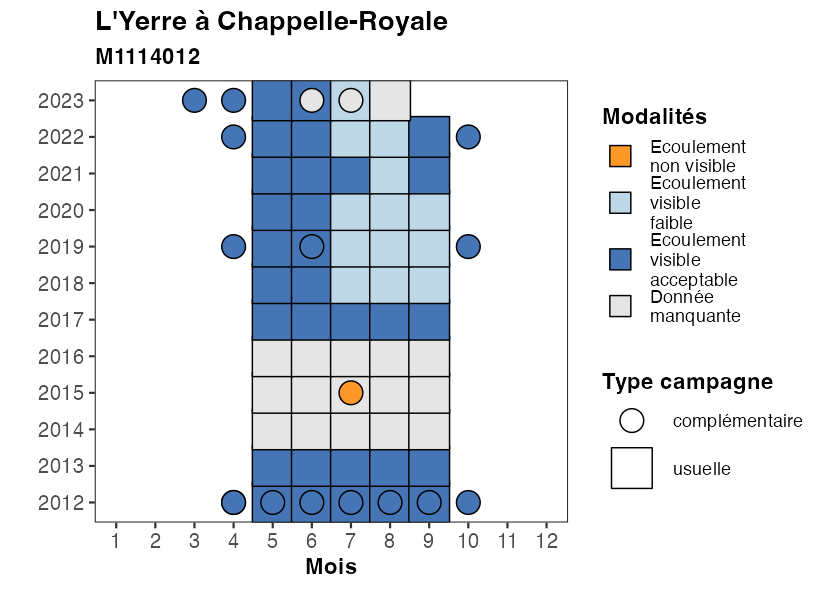 L'Yerre à Chappelle-Royale
M1114012
2023
2022
2021
2020
2019
2018
2017
2016
2015
2014
2013
2012
1 2 3 4 5 6 7 8 9 10 11 12
Mois
Modalités
Ecoulement
non visible
Ecoulement
visible
faible
Ecoulement
visible
acceptable
Donnée
manquante
Type campagne
complémentaire
usuelle